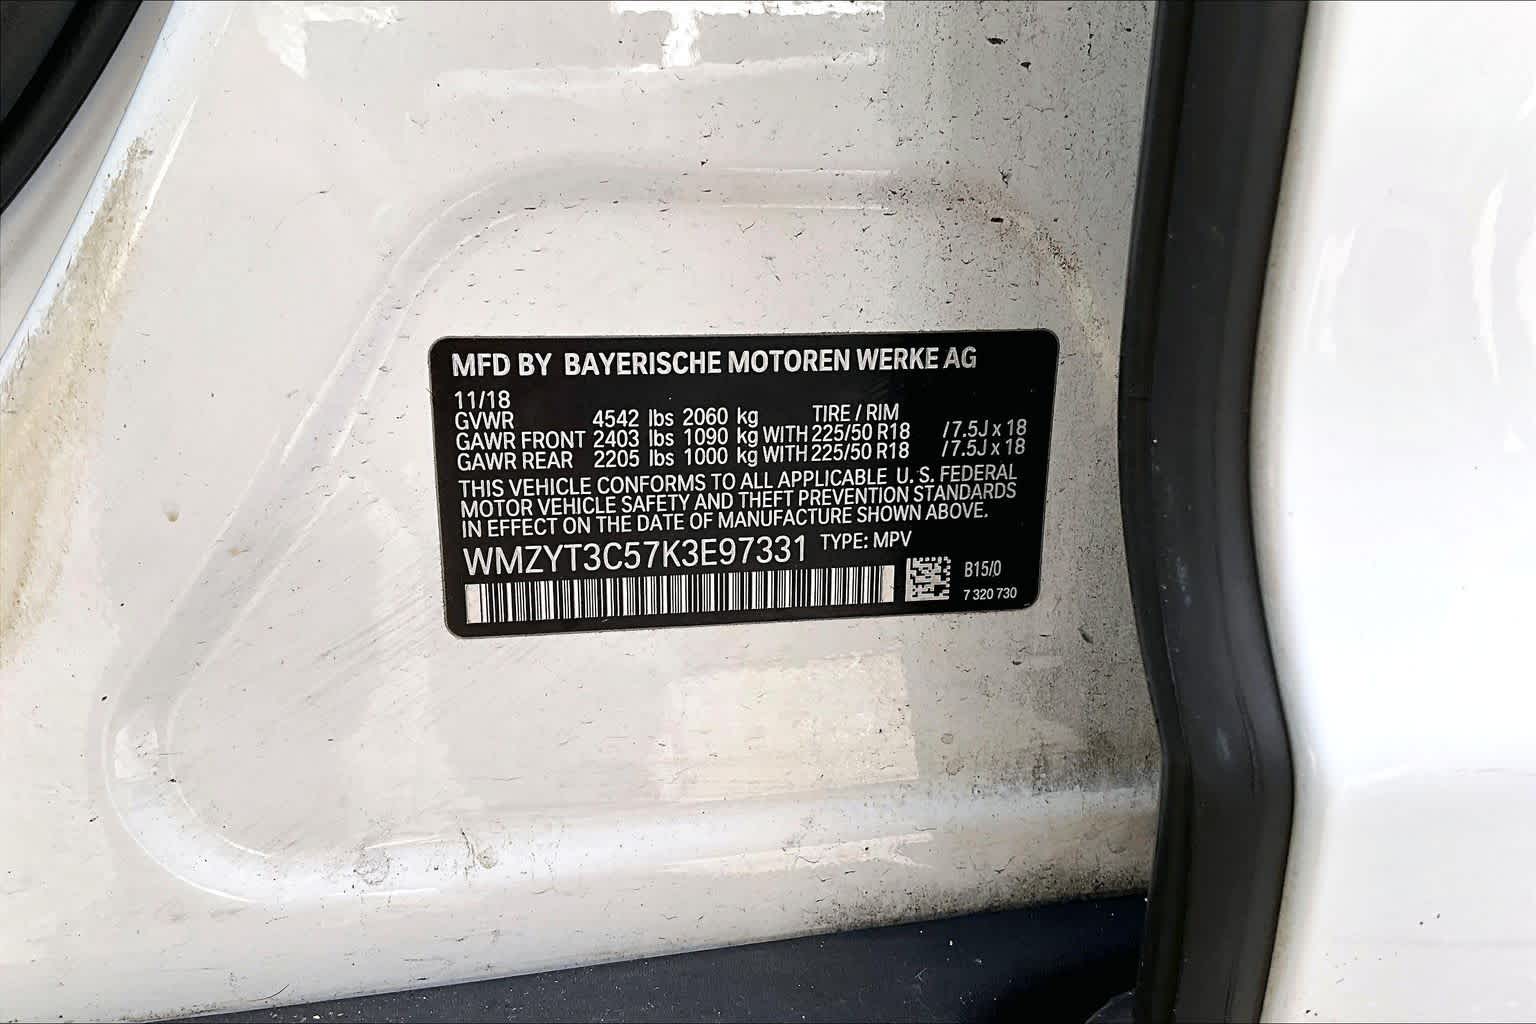 MFD BY BAYERISCHE MOTOREN WERKE AG
11/18
GVWR 4542 lbs 2060 kg TIRE / RIM
GAWR FRONT 2403 lbs 1090 kg WITH 225/50 R18 /7.5J x 18
GAWR REAR 2205 lbs 1000 kg WITH 225/50 R18 /7.5J x 18
THIS VEHICLE CONFORMS TO ALL APPLICABLE U. S. FEDERAL
MOTOR VEHICLE SAFETY AND THEFT PREVENTION STANDARDS
IN EFFECT ON THE DATE OF MANUFACTURE SHOWN ABOVE.
WMZYT3C57K3E97331 TYPE: MPV
B15/0
7 320 730